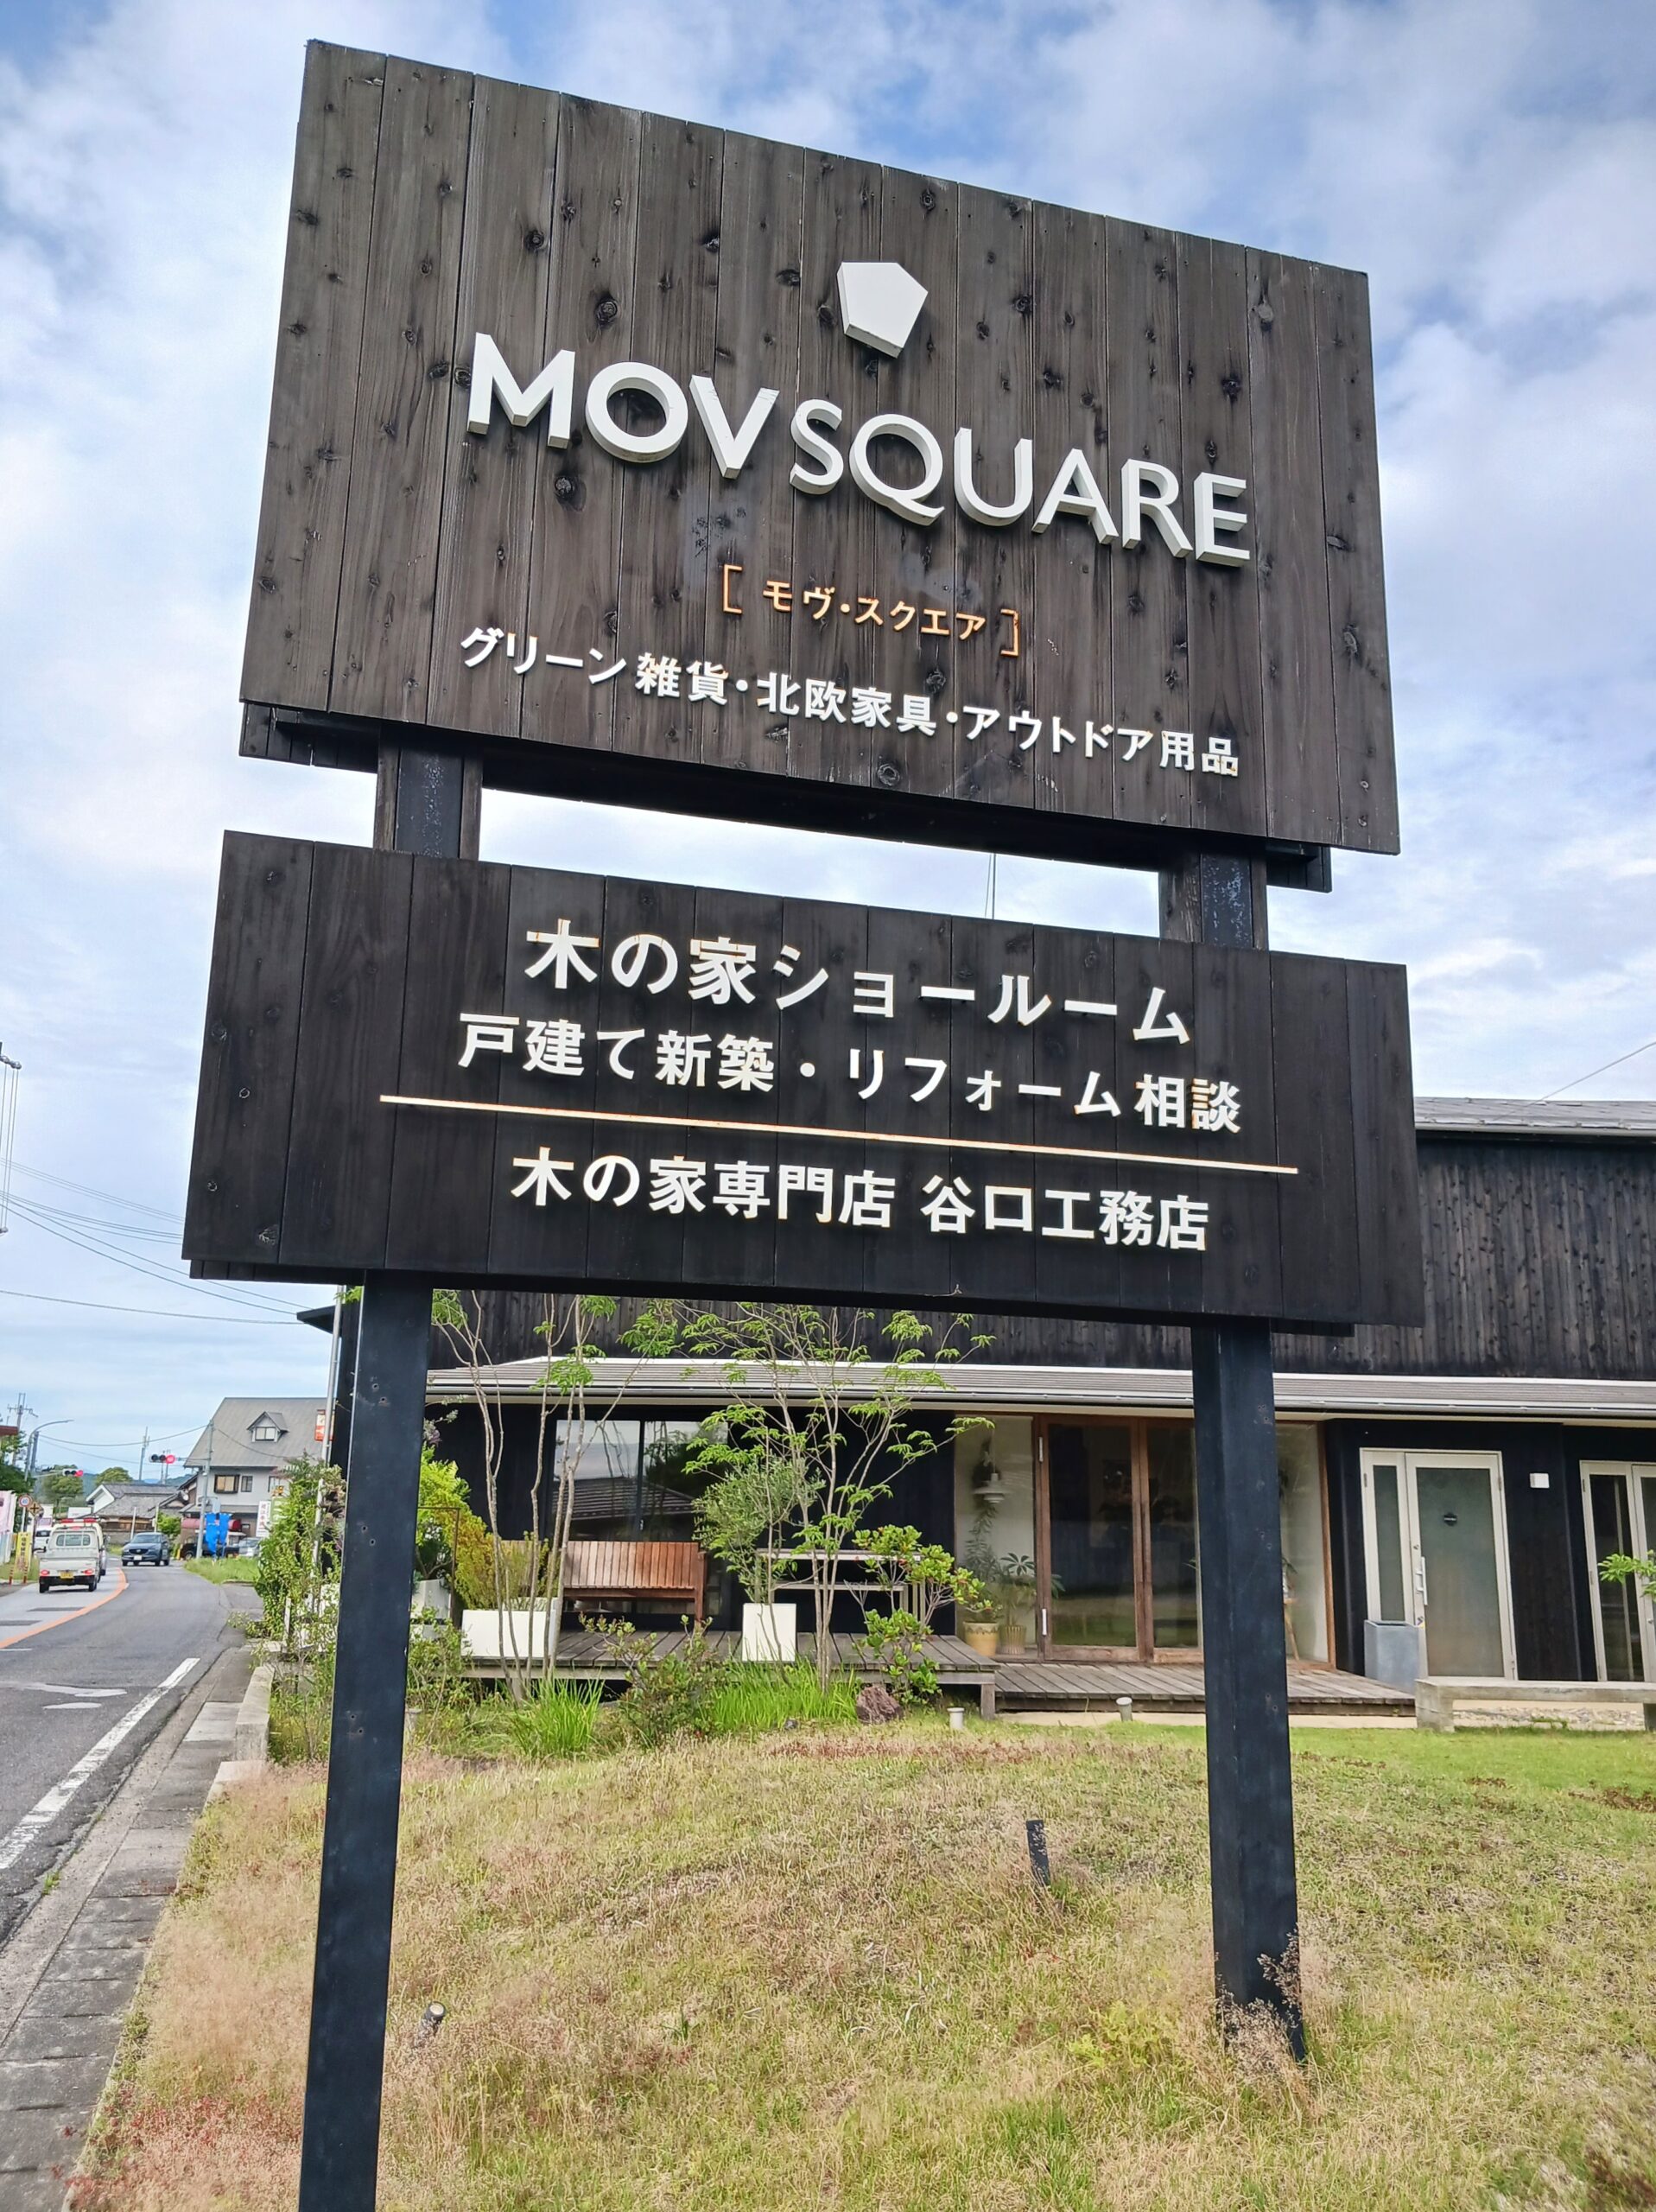 MOV SQUARE
[ モヴ・スクエア ]
グリーン雑貨・北欧家具・アウトドア用品
木の家ショールーム
戸建て新築・リフォーム相談
木の家専門店 谷口工務店